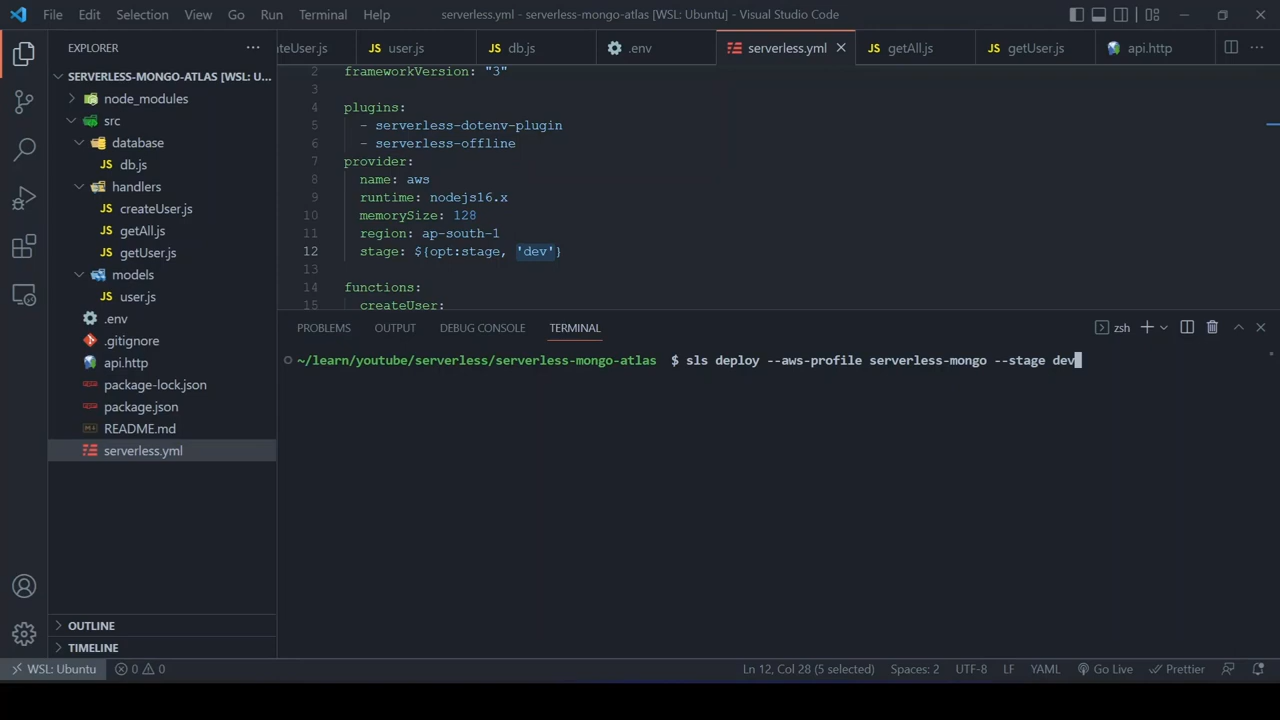 File Edit Selection View Go Run Terminal Help serverless.yml - serverless-mongo-atlas [WSL: Ubuntu] - Visual Studio Code
EXPLORER
ateUser.js user.js db.js .env serverless.yml getAll.js getUser.js api.http
SERVERLESS-MONGO-ATLAS [WSL: U...
node_modules
src
database
JS db.js
handlers
JS createUser.js
JS getAll.js
JS getUser.js
models
JS user.js
.env
.gitignore
api.http
package-lock.json
package.json
README.md
serverless.yml
OUTLINE
TIMELINE
2 frameworkVersion: "3"
3
4 plugins:
5 - serverless-dotenv-plugin
6 - serverless-offline
7 provider:
8 name: aws
9 runtime: nodejs16.x
10 memorySize: 128
11 region: ap-south-1
12 stage: ${opt:stage, 'dev'}
13
14 functions:
15 createUser:
PROBLEMS OUTPUT DEBUG CONSOLE TERMINAL zsh
~/learn/youtube/serverless/serverless-mongo-atlas $ sls deploy --aws-profile serverless-mongo --stage dev
WSL: Ubuntu 0 0 Ln 12, Col 28 (5 selected) Spaces: 2 UTF-8 LF YAML Go Live Prettier